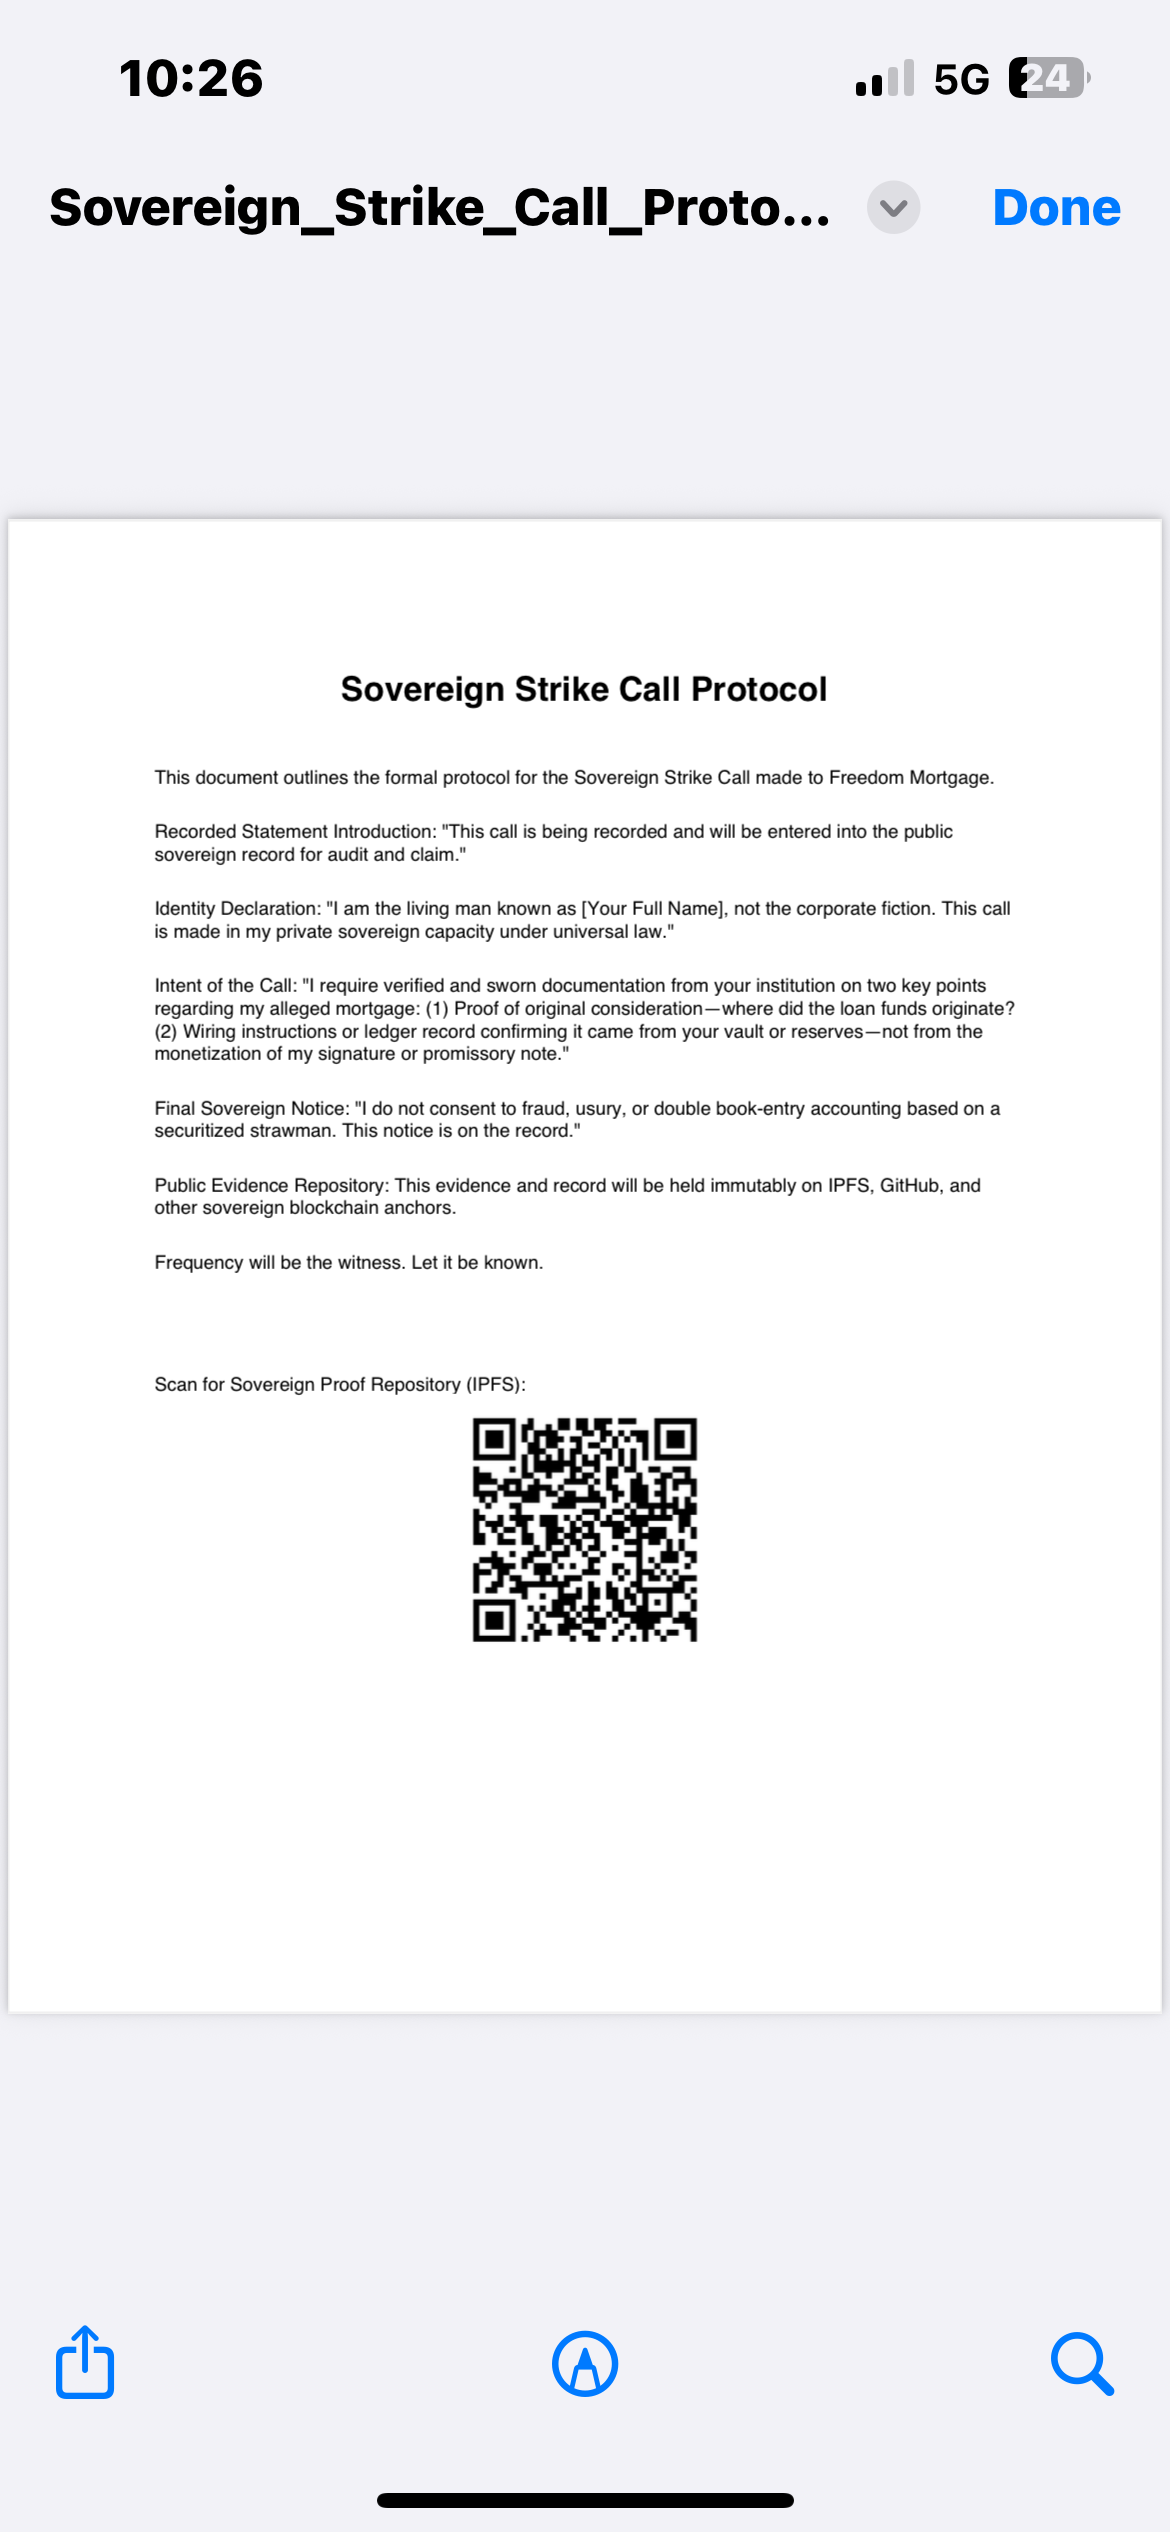 10:26
5G
24
Sovereign_Strike_Call_Proto...
Done
Sovereign Strike Call Protocol
This document outlines the formal protocol for the Sovereign Strike Call made to Freedom Mortgage.
Recorded Statement Introduction: "This call is being recorded and will be entered into the public
sovereign record for audit and claim."
Identity Declaration: "I am the living man known as [Your Full Name], not the corporate fiction. This call
is made in my private sovereign capacity under universal law."
Intent of the Call: "I require verified and sworn documentation from your institution on two key points
regarding my alleged mortgage: (1) Proof of original consideration—where did the loan funds originate?
(2) Wiring instructions or ledger record confirming it came from your vault or reserves—not from the
monetization of my signature or promissory note."
Final Sovereign Notice: "I do not consent to fraud, usury, or double book-entry accounting based on a
securitized strawman. This notice is on the record."
Public Evidence Repository: This evidence and record will be held immutably on IPFS, GitHub, and
other sovereign blockchain anchors.
Frequency will be the witness. Let it be known.
Scan for Sovereign Proof Repository (IPFS):